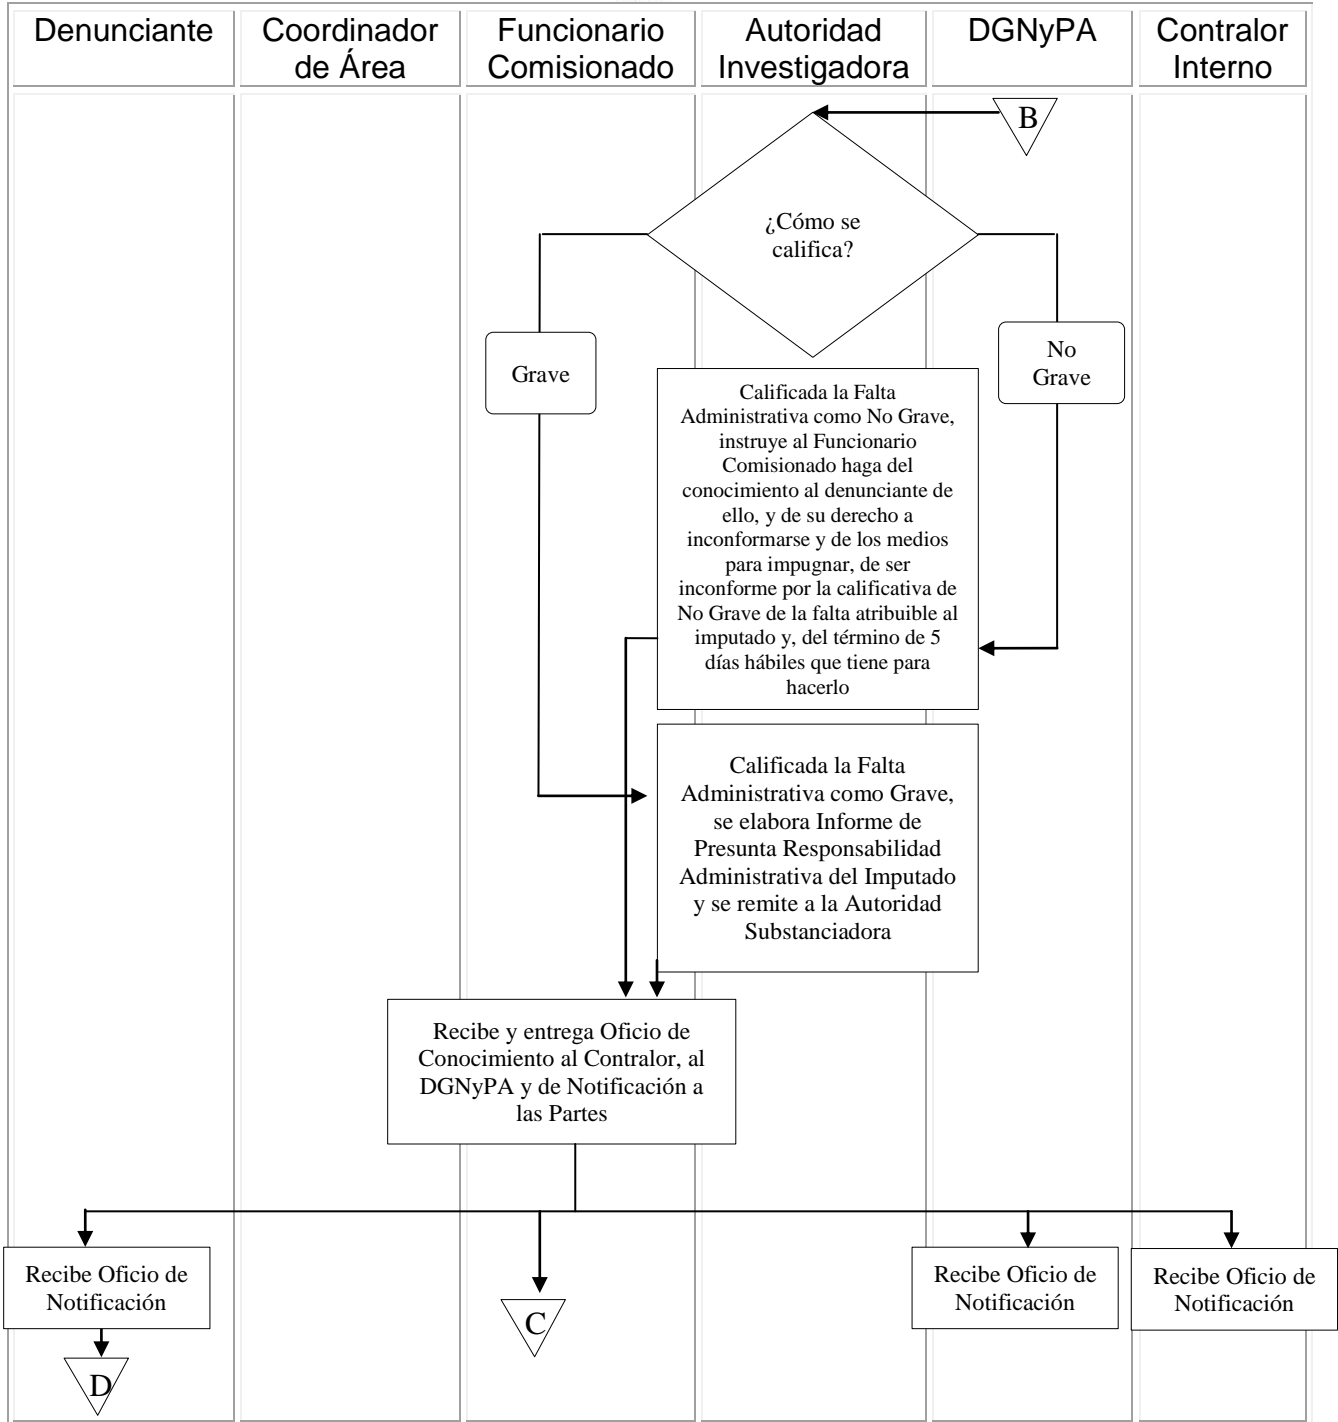 Denunciante
Coordinador
de Área
Funcionario
Comisionado
Autoridad
Investigadora
DGNyPA
Contralor
Interno
B
¿Cómo se
califica?
Grave
No
Grave
Calificada la Falta
Administrativa como No Grave,
instruye al Funcionario
Comisionado haga del
conocimiento al denunciante de
ello, y de su derecho a
inconformarse y de los medios
para impugnar, de ser
inconforme por la calificativa de
No Grave de la falta atribuible al
imputado y, del término de 5
días hábiles que tiene para
hacerlo
Calificada la Falta
Administrativa como Grave,
se elabora Informe de
Presunta Responsabilidad
Administrativa del Imputado
y se remite a la Autoridad
Substanciadora
Recibe y entrega Oficio de
Conocimiento al Contralor, al
DGNyPA y de Notificación a
las Partes
Recibe Oficio de
Notificación
C
Recibe Oficio de
Notificación
Recibe Oficio de
Notificación
D